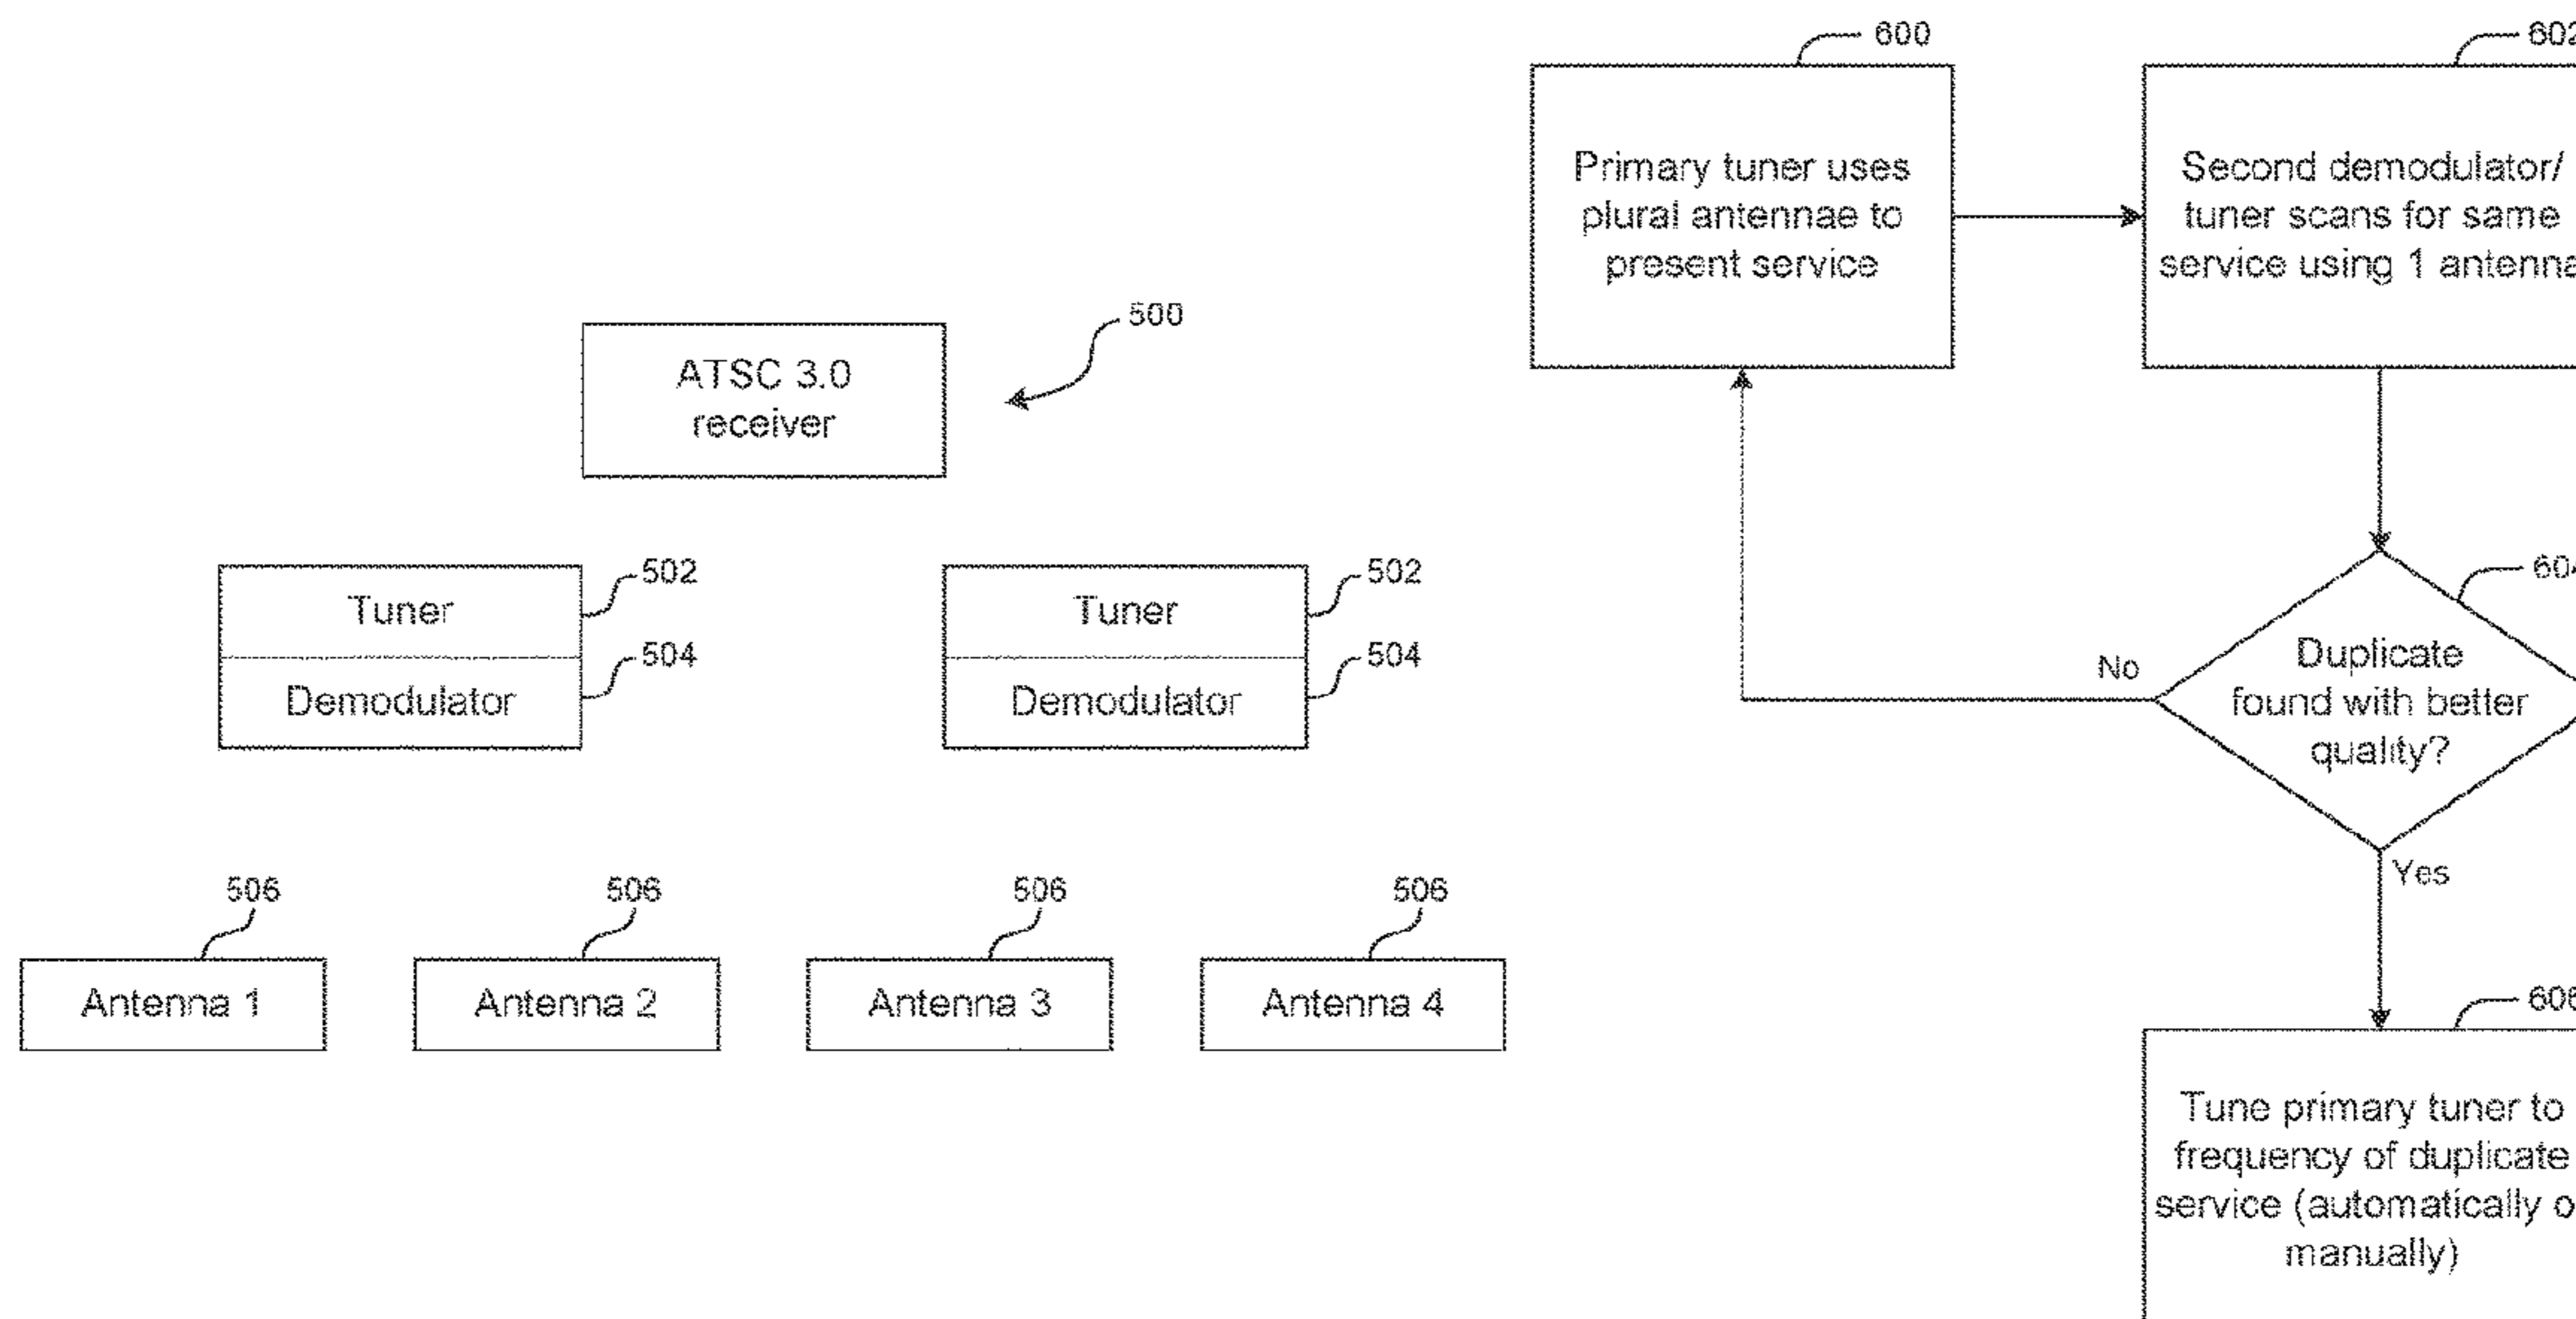 500
ATSC 3.0
receiver
502
Tuner
504
Demodulator
502
Tuner
504
Demodulator
506
Antenna 1
506
Antenna 2
506
Antenna 3
506
Antenna 4
600
Primary tuner uses
plural antennae to
present service
602
Second demodulator/
tuner scans for same
service using 1 antenna
604
Duplicate
found with better
quality?
No
Yes
606
Tune primary tuner to
frequency of duplicate
service (automatically
manually)